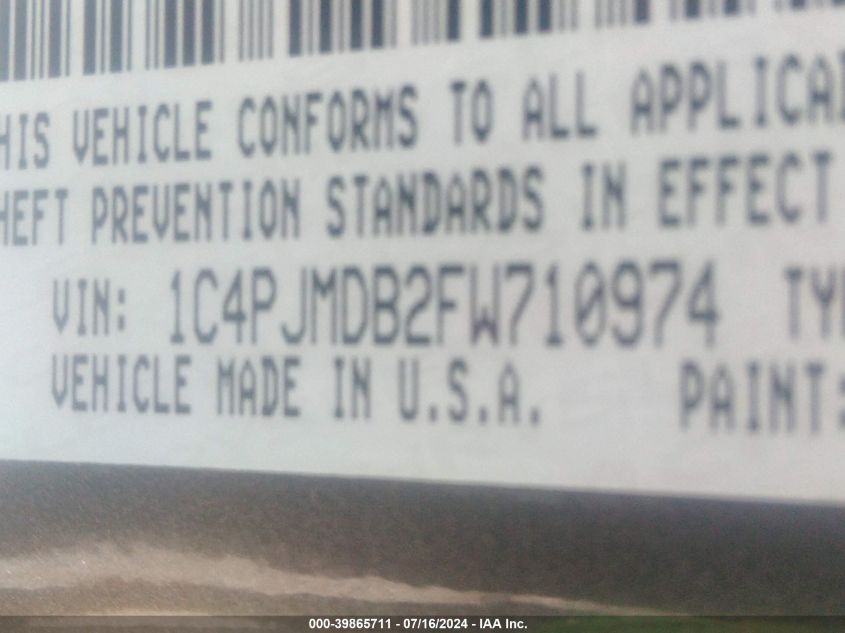 HIS VEHICLE CONFORMS TO ALL APPLICA
HEFT PREVENTION STANDARDS IN EFFECT
VIN: 1C4PJMDB2FW710974 TY
VEHICLE MADE IN U.S.A. PAINT:
000-39865711 - 07/16/2024 - IAA Inc.